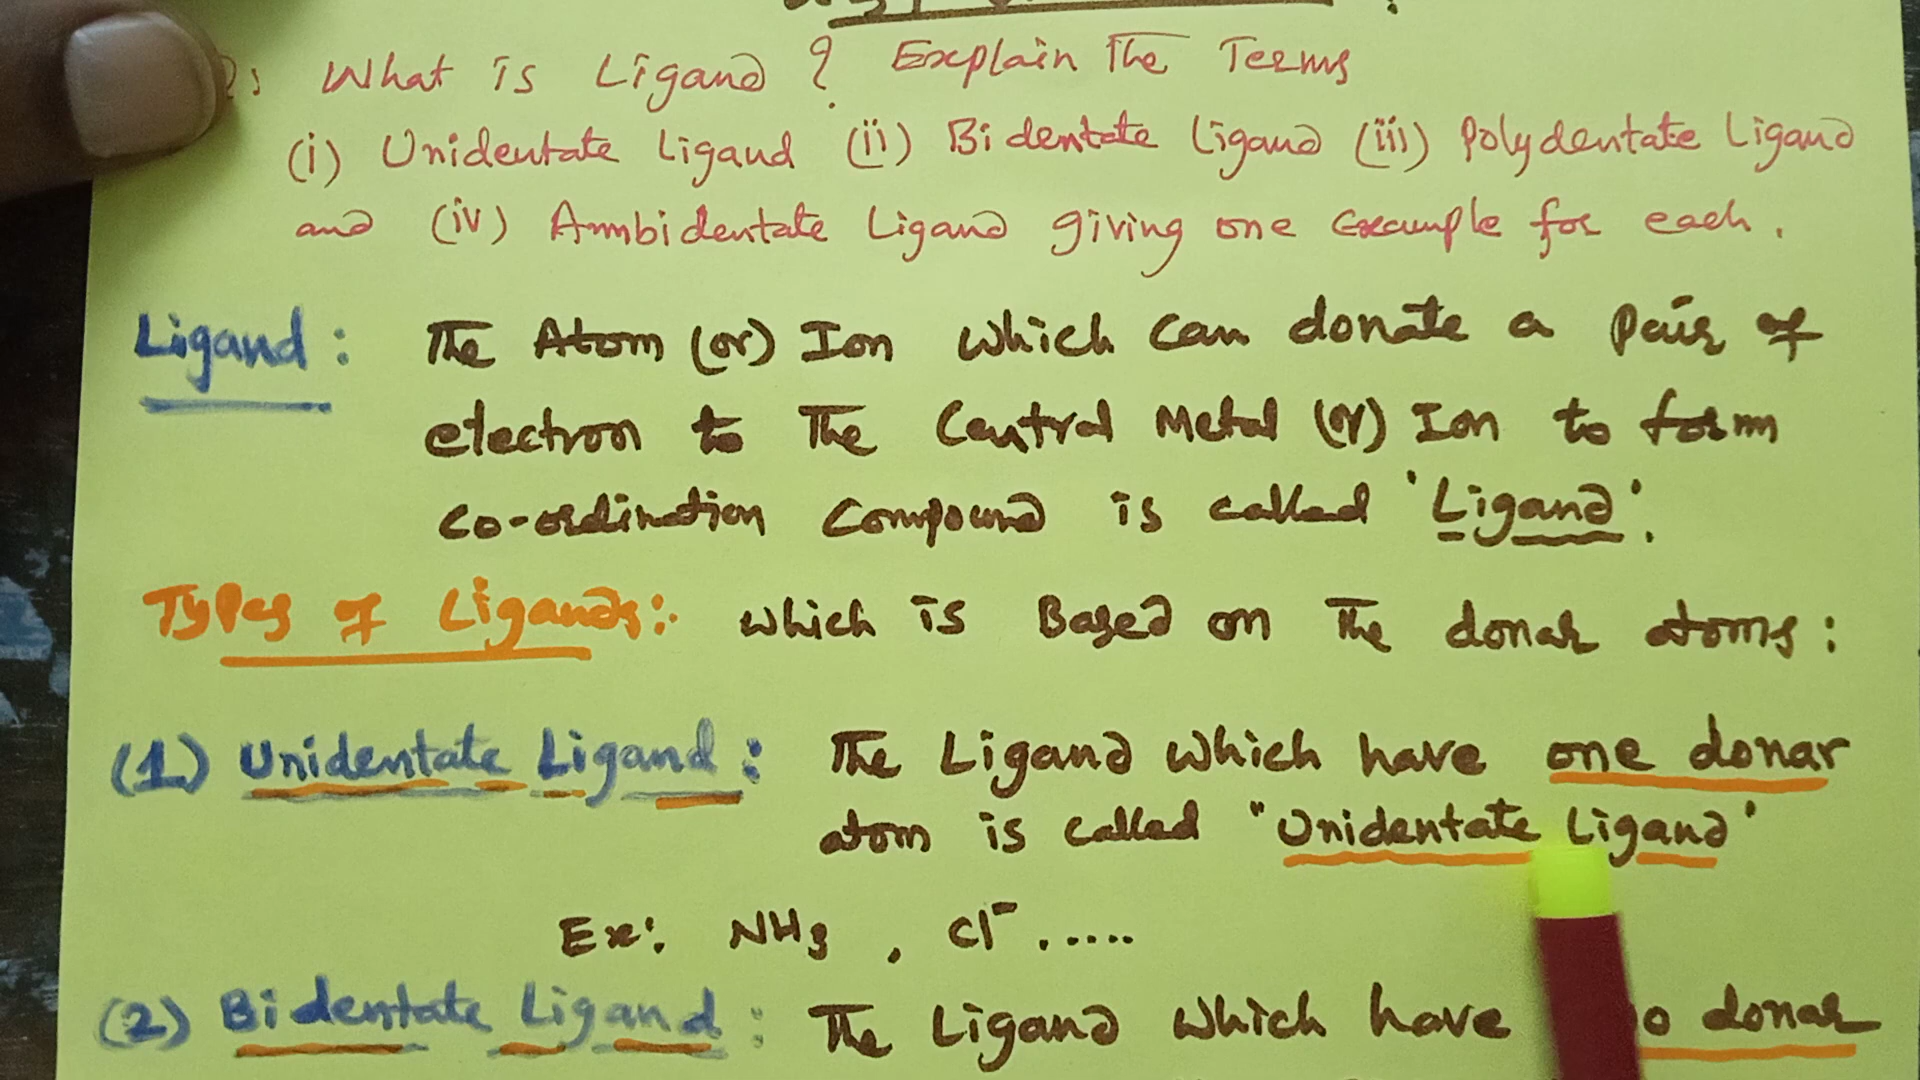 What is Ligand ? Explain The Terms
(i) Unidentate Ligand (ii) Bidentate Ligand (iii) Polydentate Ligand
and (iv) Ambidentate Ligand giving one example for each.
Ligand : The Atom (or) Ion which can donate a pair of
electron to The Central Metal (or) Ion to form
co-ordination Compound is called 'Ligand'.
Types of Ligands:- which is Based on The donar atoms :
(1) Unidentate Ligand : The Ligand which have one donar
atom is called "Unidentate Ligand'
Ex: NH3 , Cl-, .....
(2) Bidentate Ligand : The Ligand which have donar